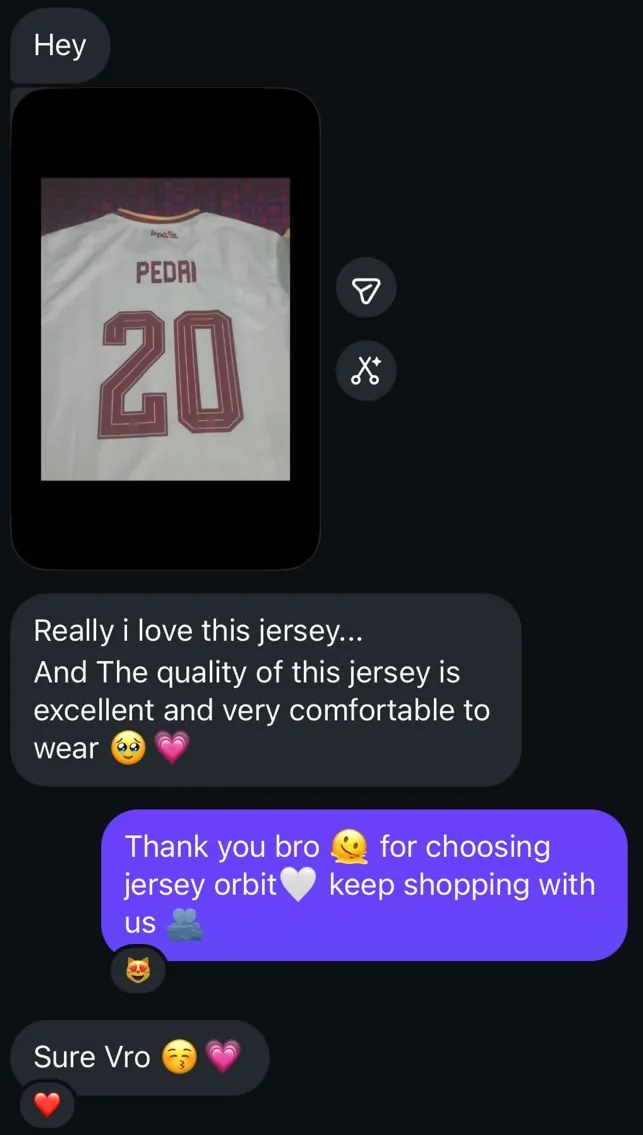 Hey
España
PEDRI
20
Really i love this jersey...
And The quality of this jersey is
excellent and very comfortable to
wear 🥹 💗
Thank you bro 🫠 for choosing
jersey orbit🤍 keep shopping with
us 🫂
😻
Sure Vro 😚 💗
❤️